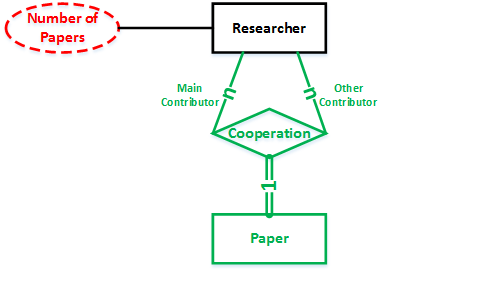 Number of
Papers
Researcher
Main
Contributor
n
n
Other
Contributor
Cooperation
1
Paper